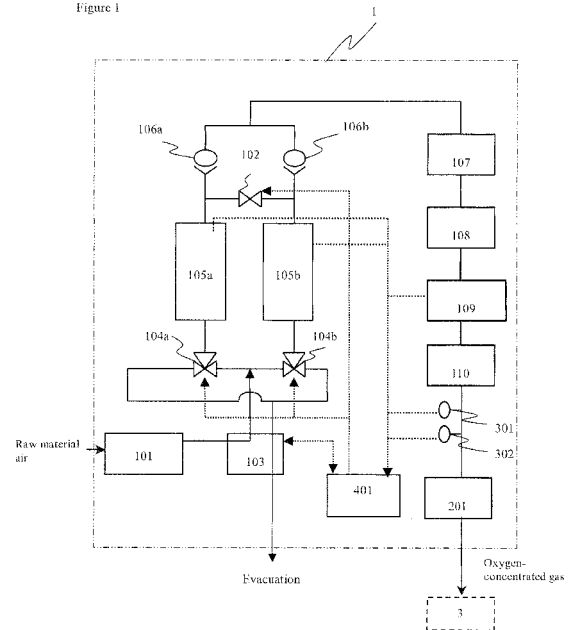 Figure 1
1
106a
106b
102
107
108
105a
105b
109
104a
104b
110
301
302
Raw material
air
101
103
401
201
Evacuation
Oxygen-
concentrated gas
3